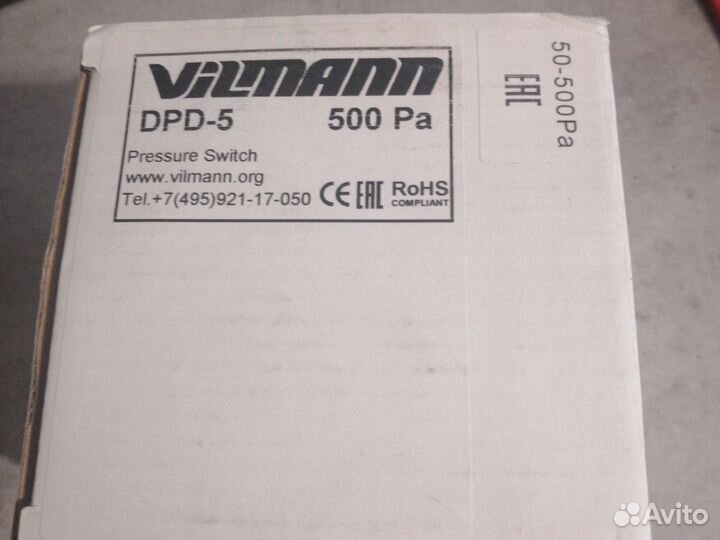 ViLMANN
DPD-5 500 Pa
Pressure Switch
www.vilmann.org
Tel.+7(495)921-17-050 CE EAC RoHS
COMPLIANT
50-500Pa
EAC
Avito